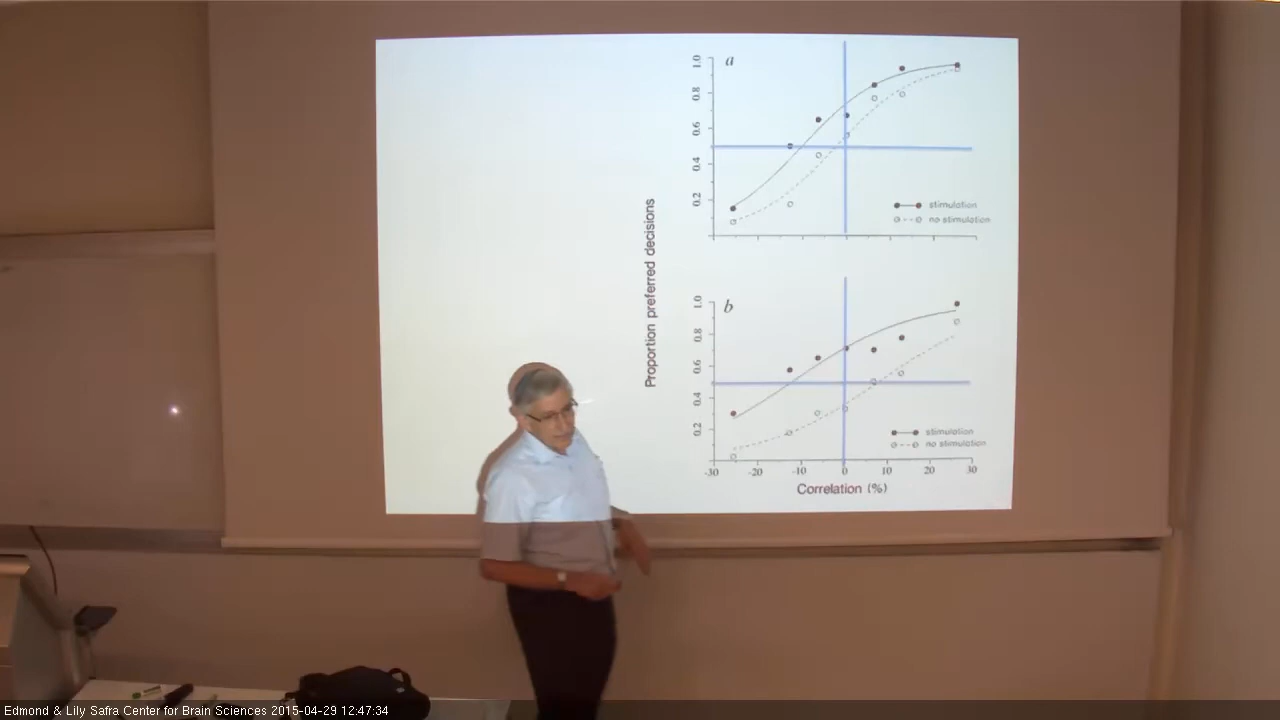 a
1.0
0.8
0.6
0.4
0.2
stimulation
no stimulation
Proportion preferred decisions
b
1.0
0.8
0.6
0.4
0.2
stimulation
no stimulation
-30 -20 -10 0 10 20 30
Correlation (%)
Edmond & Lily Safra Center for Brain Sciences 2015-04-29 12:47:34